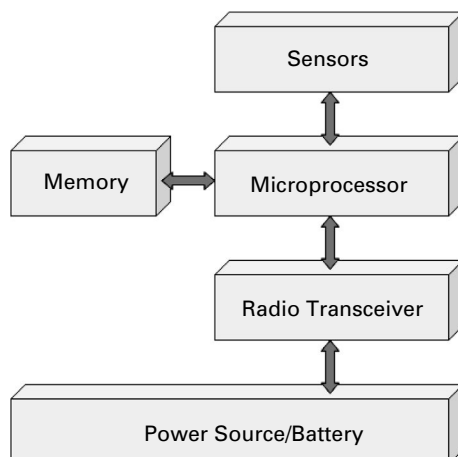 Sensors
Memory
Microprocessor
Radio Transceiver
Power Source/Battery